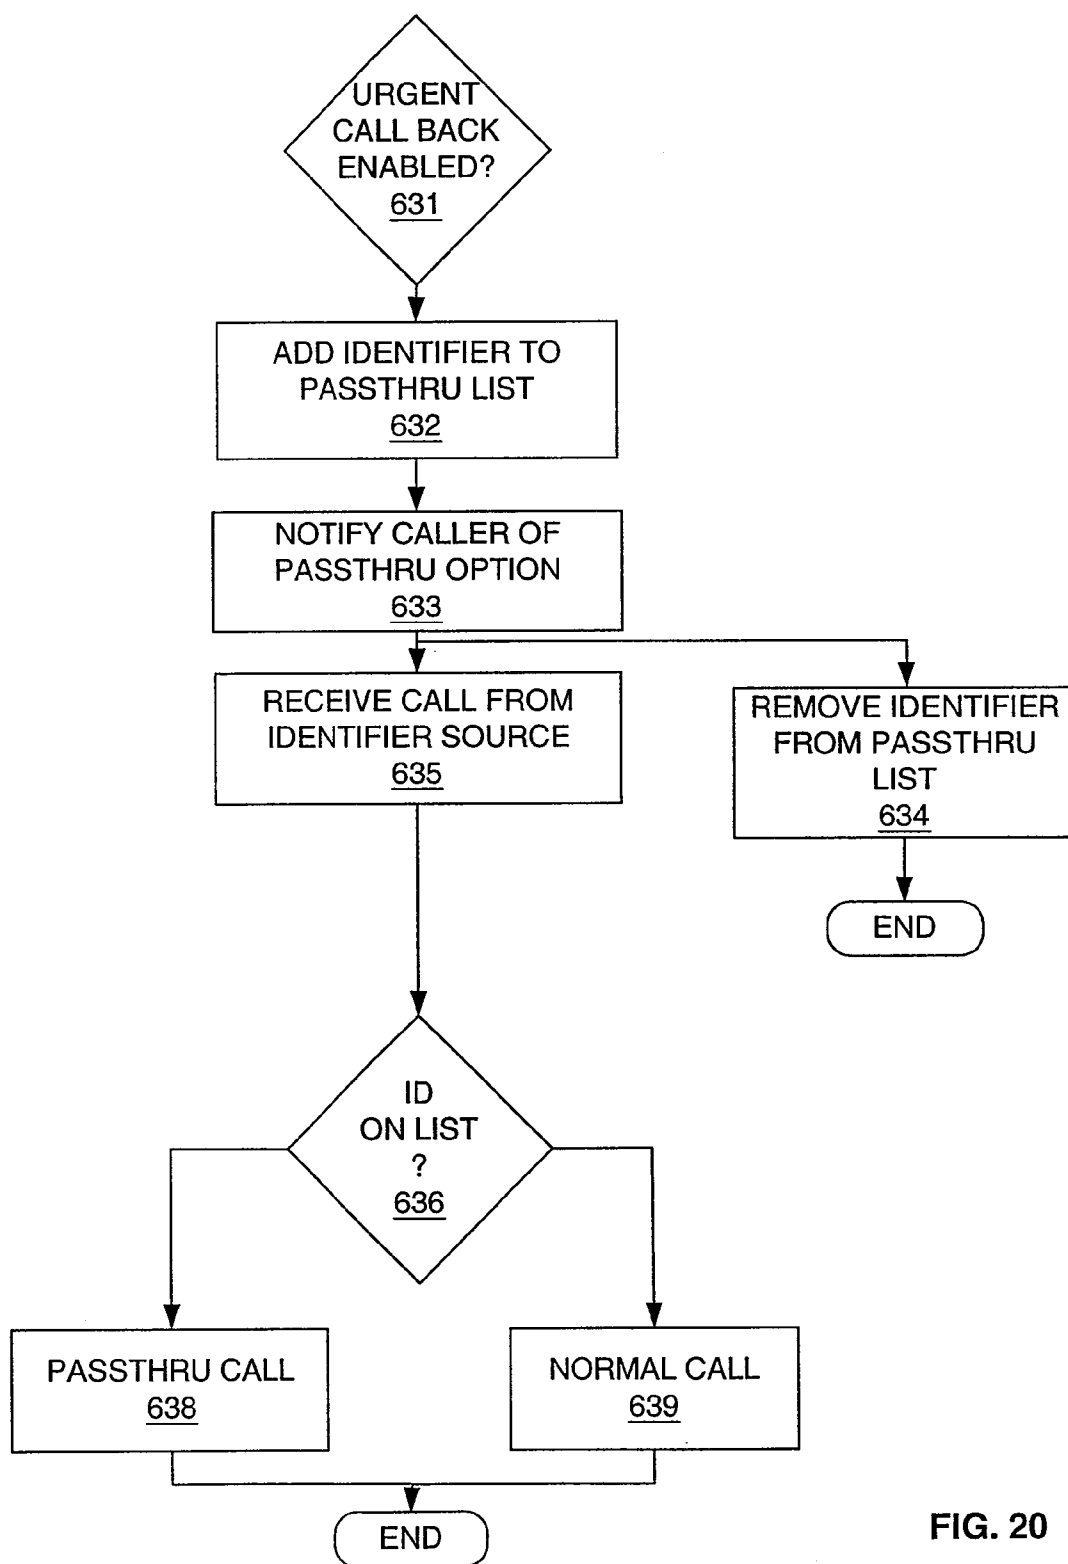 URGENT
CALL BACK
ENABLED?
631
ADD IDENTIFIER TO
PASSTHRU LIST
632
NOTIFY CALLER OF
PASSTHRU OPTION
633
RECEIVE CALL FROM
IDENTIFIER SOURCE
635
REMOVE IDENTIFIER
FROM PASSTHRU
LIST
634
END
ID
ON LIST
?
636
PASSTHRU CALL
638
NORMAL CALL
639
END
FIG. 20